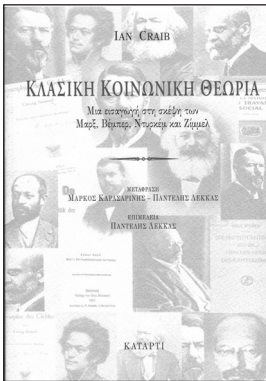 IAN CRAIB
ΚΛΑΣΙΚΗ ΚΟΙΝΩΝΙΚΗ ΘΕΩΡΙΑ
Μια εισαγωγή στη σκέψη των
Μαρξ, Βέμπερ, Ντυρκέμ και Ζίμμελ
ΜΕΤΑΦΡΑΣΗ
ΜΑΡΚΟΣ ΚΑΡΑΣΑΡΙΝΗΣ – ΠΑΝΤΕΛΗΣ ΛΕΚΚΑΣ
ΕΠΙΜΕΛΕΙΑ
ΠΑΝΤΕΛΗΣ ΛΕΚΚΑΣ
ΚΑΤΑΡΤΙ